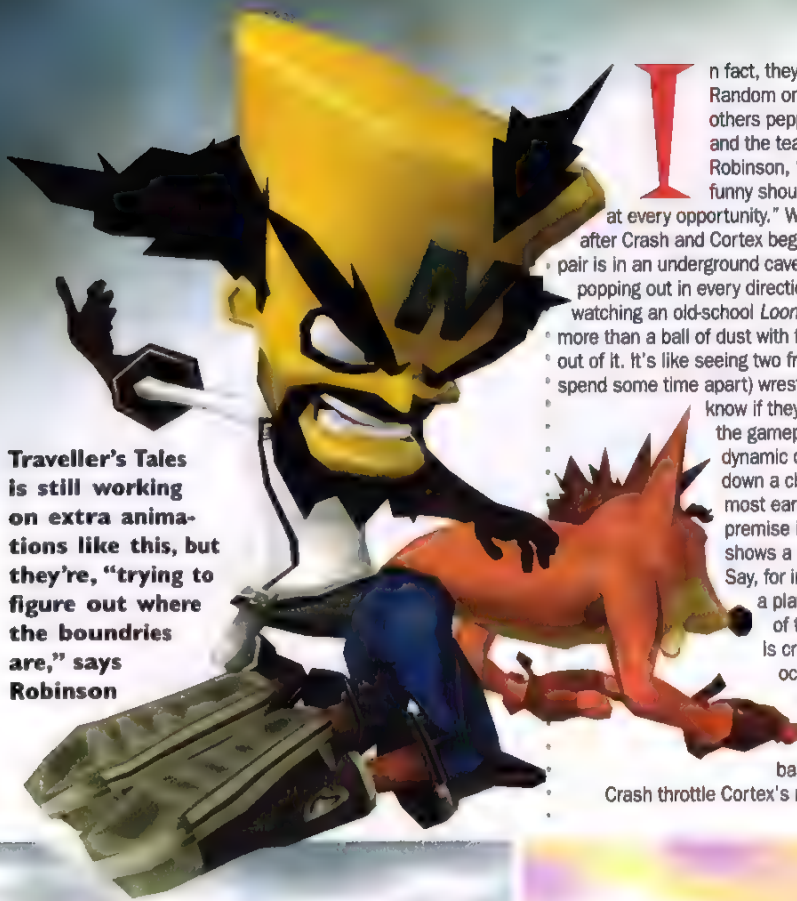 In fact, they
Random or
others pepp
and the tea
Robinson, "
funny shou
at every opportunity." W
after Crash and Cortex beg
pair is in an underground cave
popping out in every directio
watching an old-school Loon
more than a ball of dust with f
out of it. It's like seeing two fr
spend some time apart) wrest
know if they
the gamep
dynamic o
down a cl
most ear
premise i
shows a
Say, for in
a pla
of t
is cr
oc
ba
Crash throttle Cortex's r
Traveller's Tales
is still working
on extra anima-
tions like this, but
they're, "trying to
figure out where
the boundries
are," says
Robinson
N